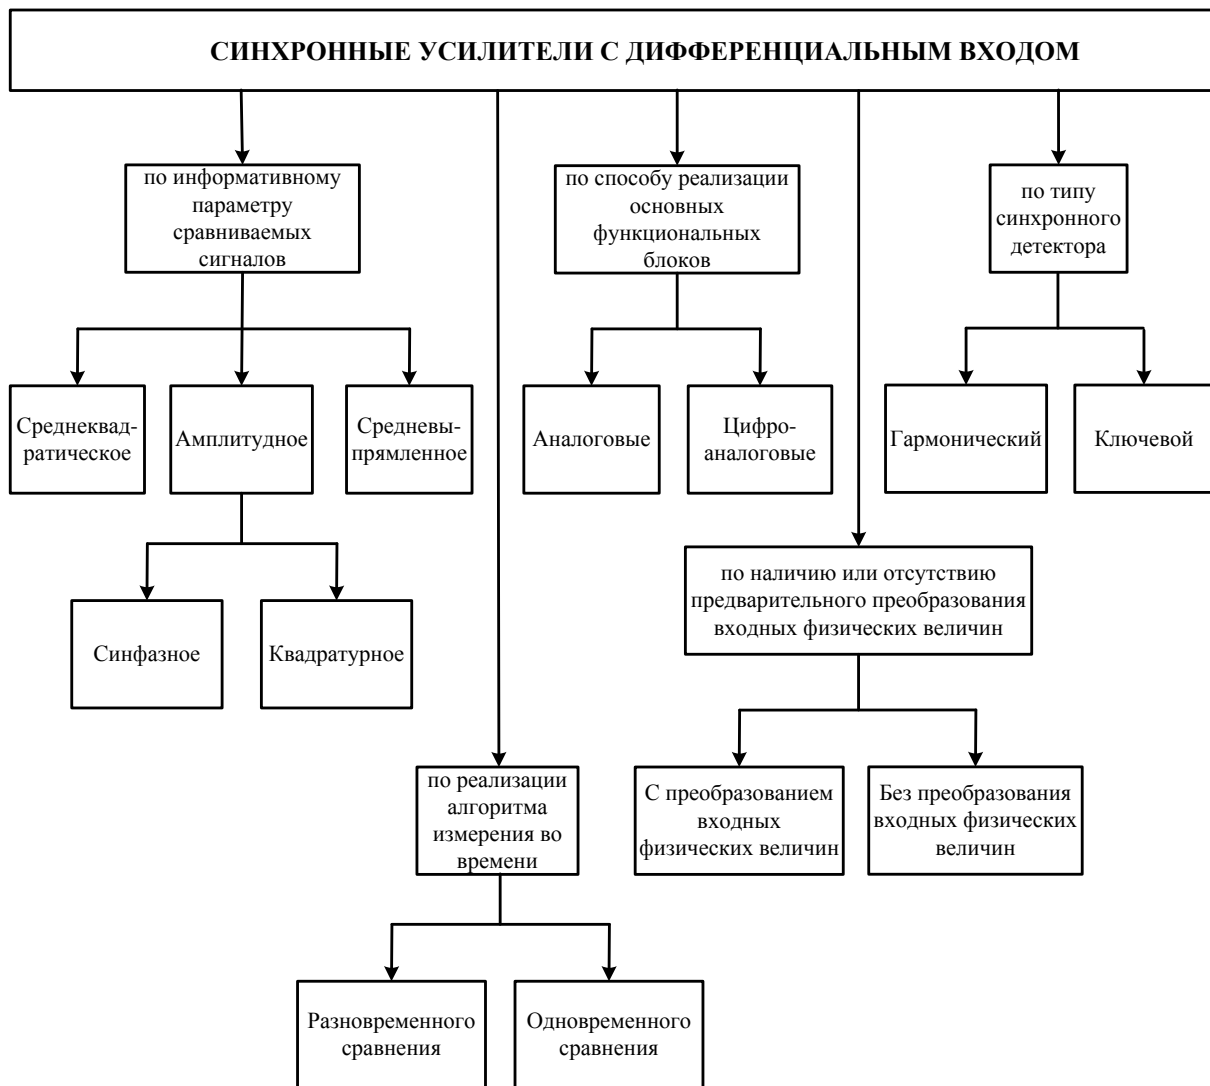 СИНХРОННЫЕ УСИЛИТЕЛИ С ДИФФЕРЕНЦИАЛЬНЫМ ВХОДОМ
по информативному
параметру
сравниваемых
сигналов
по способу реализации
основных
функциональных
блоков
по типу
синхронного
детектора
Среднеквад-
ратическое
Амплитудное
Средневы-
прямленное
Аналоговые
Цифро-
аналоговые
Гармонический
Ключевой
Синфазное
Квадратурное
по наличию или отсутствию
предварительного преобразования
входных физических величин
по реализации
алгоритма
измерения во
времени
С преобразованием
входных
физических величин
Без преобразования
входных физических
величин
Разновременного
сравнения
Одновременного
сравнения